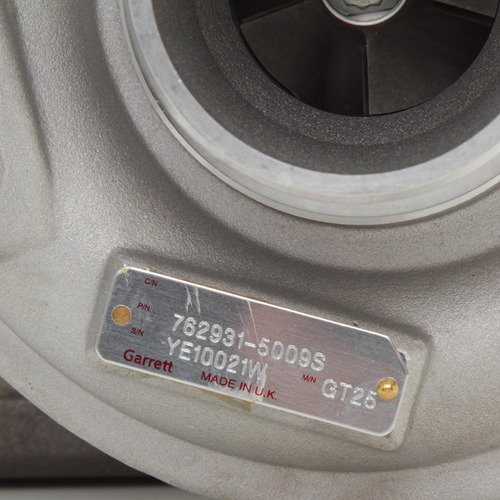 C/N
P/N 762931-5009S
S/N YE10021W M/N GT25
Garrett MADE IN U.K.